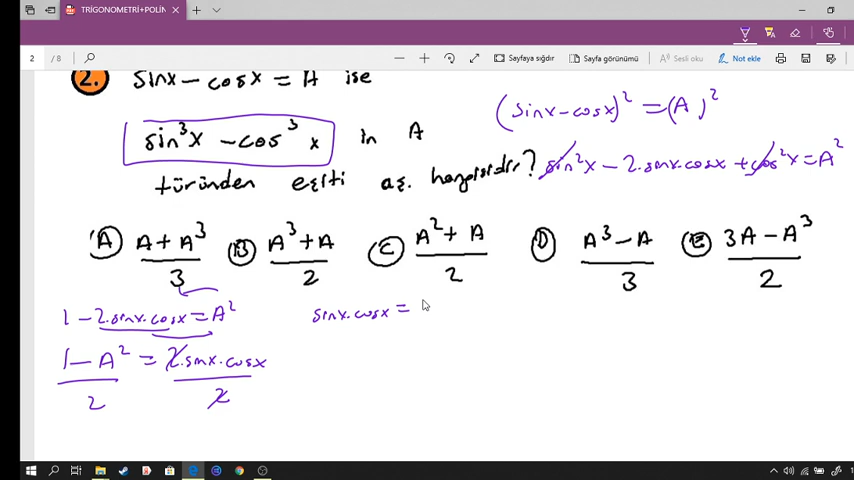 TRİGONOMETRİ+POLİN
2 / 8
Sayfaya sığdır
Sayfa görünümü
Sesli oku
Not ekle
2. sinx - cosx = A ise
(sinx-cosx)² = (A)²
sin³x - cos³x in A
türünden eşiti aş. hangisidir?
sin²x - 2.sinx.cosx + cos²x = A²
A) A + A³ / 3 B) A³ + A / 2 C) A² + A / 2 D) A³ - A / 3 E) 3A - A³ / 2
1 - 2.sinx.cosx = A²
sinx.cosx =
1 - A² / 2 = 2.sinx.cosx / 2